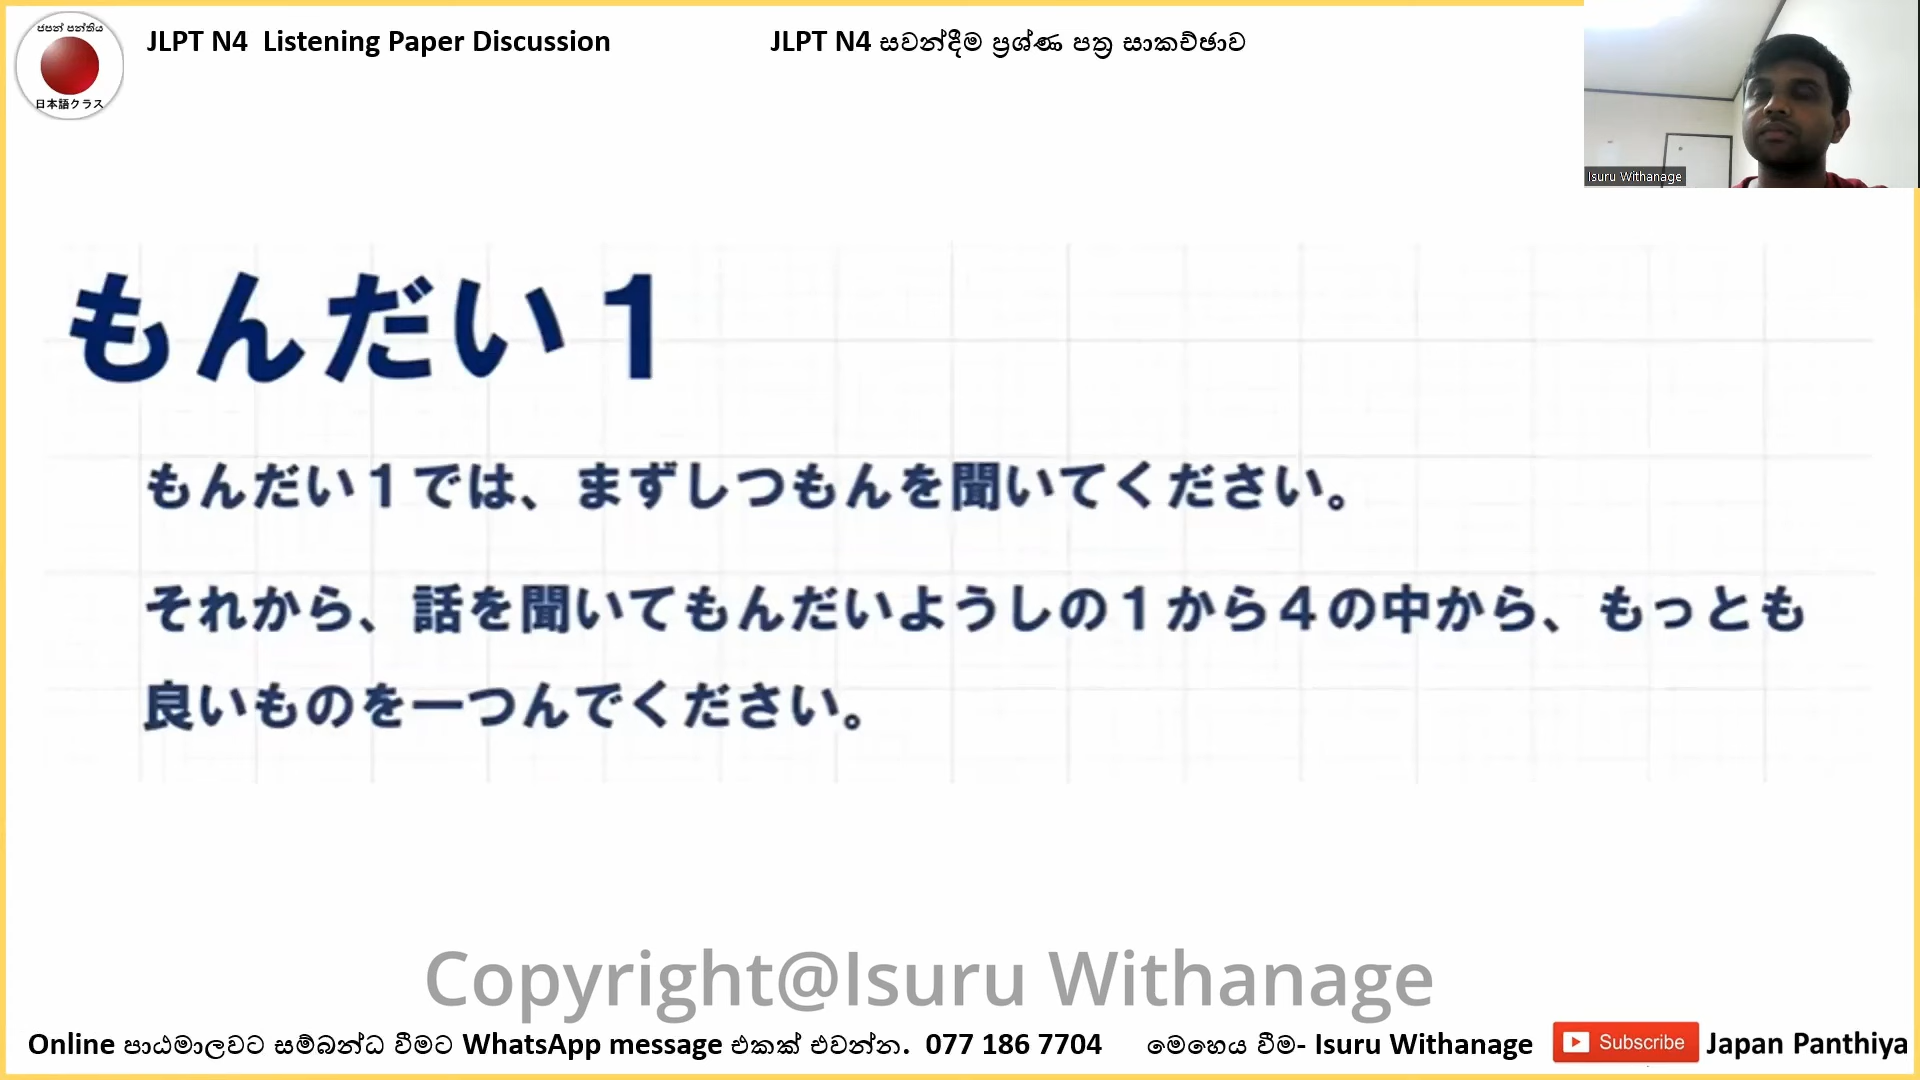 ජපන් පන්තිය
日本語クラス
JLPT N4 Listening Paper Discussion
JLPT N4 සවන්දීම ප්‍රශ්ණ පත්‍ර සාකච්ඡාව
Isuru Withanage
もんだい１
もんだい１では、まずしつもんを聞いてください。
それから、話を聞いてもんだいようしの１から４の中から、もっとも
良いものを一つんでください。
Copyright@Isuru Withanage
Online පාඨමාලවට සම්බන්ධ වීමට WhatsApp message එකක් එවන්න. 077 186 7704 මෙහෙය වීම- Isuru Withanage Subscribe Japan Panthiya